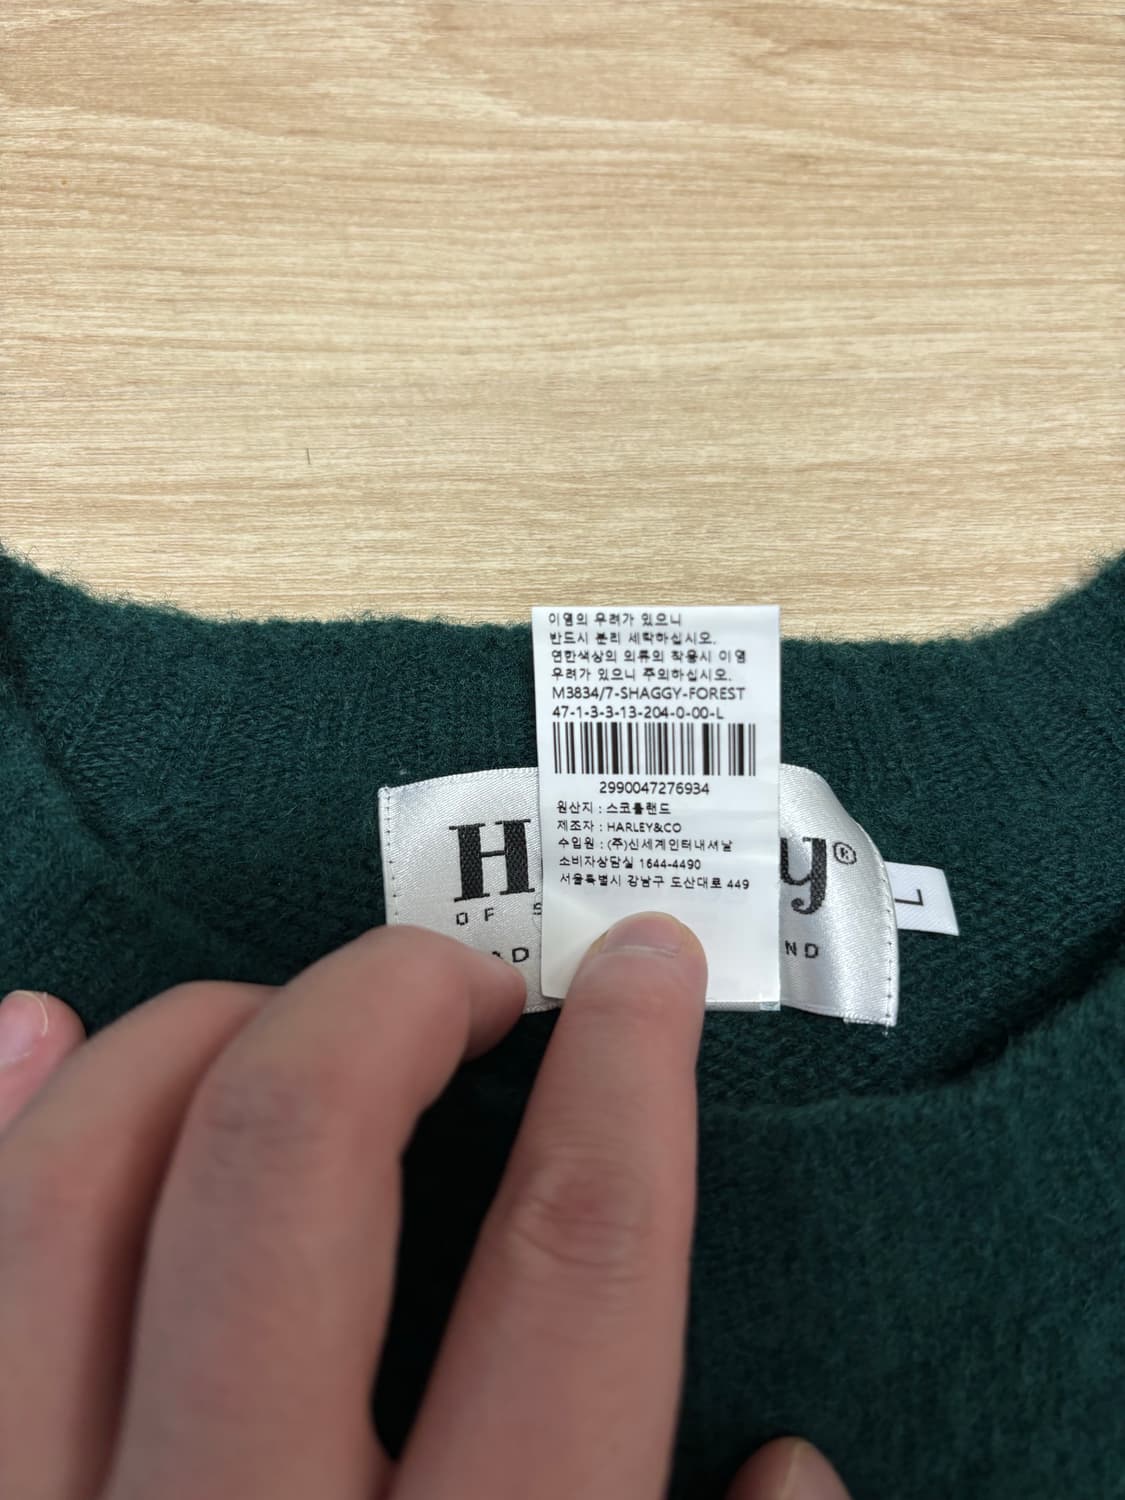 이염의 우려가 있으니
반드시 분리 세탁하십시오.
연한색상의 의류의 착용시 이염
우려가 있으니 주의하십시오.
M3834/7-SHAGGY-FOREST
47-1-3-3-13-204-0-00-L
2990047276934
원산지 : 스코틀랜드
제조자 : HARLEY&CO
수입원 : (주)신세계인터내셔날
소비자상담실 1644-4490
서울특별시 강남구 도산대로 449
H y®
OF S
AD ND
L